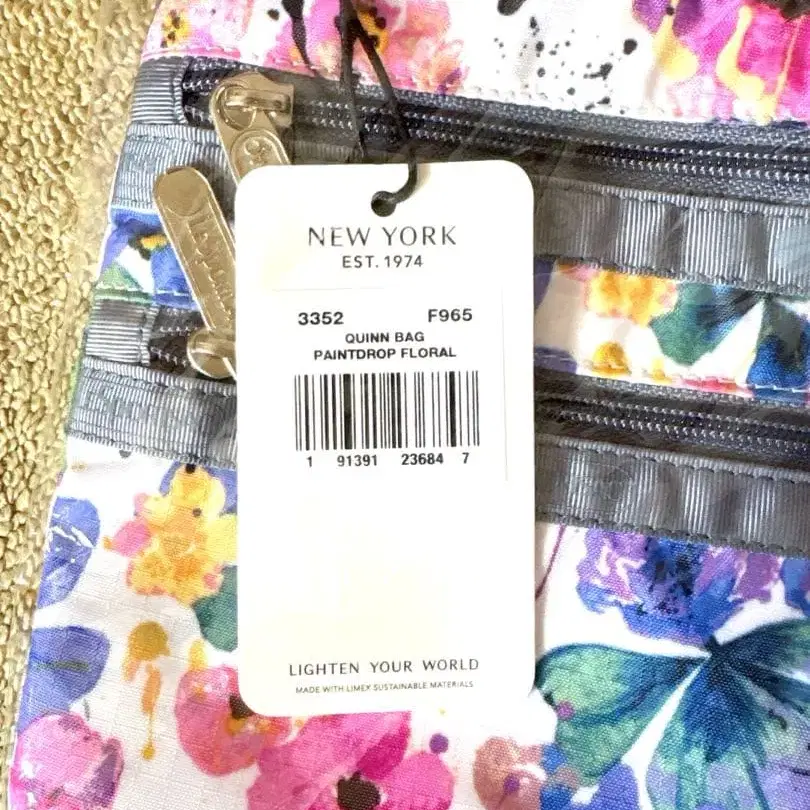 NEW YORK
EST. 1974
3352 F965
QUINN BAG
PAINTDROP FLORAL
1 91391 23684 7
LIGHTEN YOUR WORLD
MADE WITH LIMEX SUSTAINABLE MATERIALS